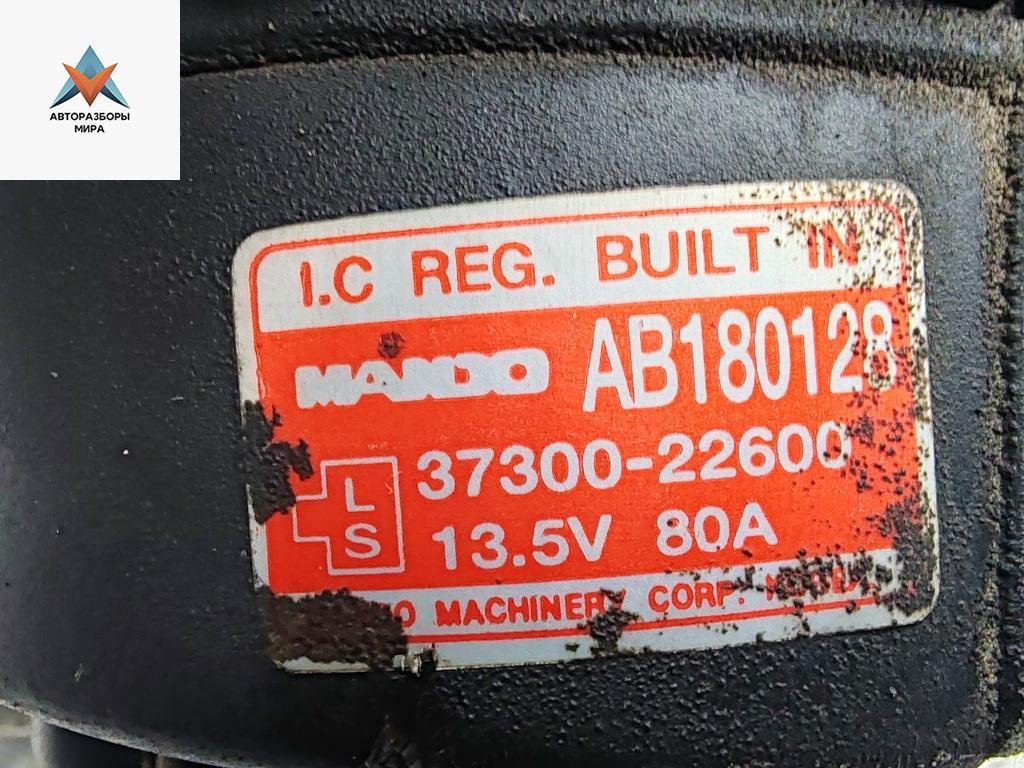 АВТОРАЗБОРЫ
МИРА
I.C REG. BUILT IN
MANDO AB180128
L
S
37300-22600
13.5V 80A
MACHINERY CORP.